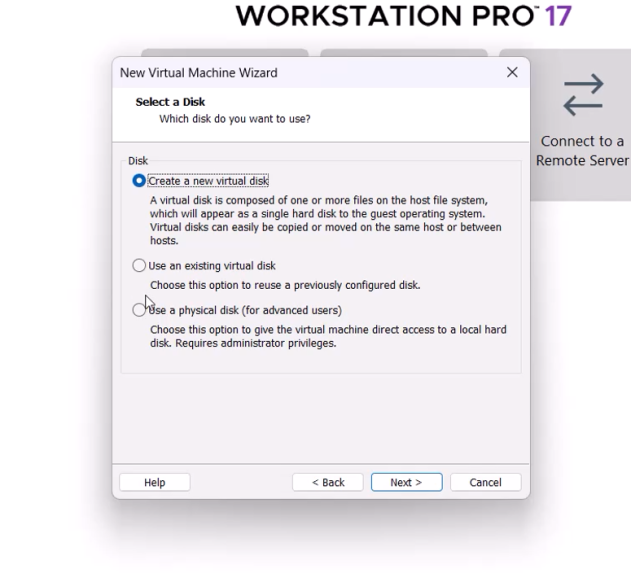 WORKSTATION PRO™ 17
New Virtual Machine Wizard
Select a Disk
Which disk do you want to use?
Disk
Create a new virtual disk
A virtual disk is composed of one or more files on the host file system,
which will appear as a single hard disk to the guest operating system.
Virtual disks can easily be copied or moved on the same host or between
hosts.
Use an existing virtual disk
Choose this option to reuse a previously configured disk.
Use a physical disk (for advanced users)
Choose this option to give the virtual machine direct access to a local hard
disk. Requires administrator privileges.
Help
< Back
Next >
Cancel
Connect to a
Remote Server